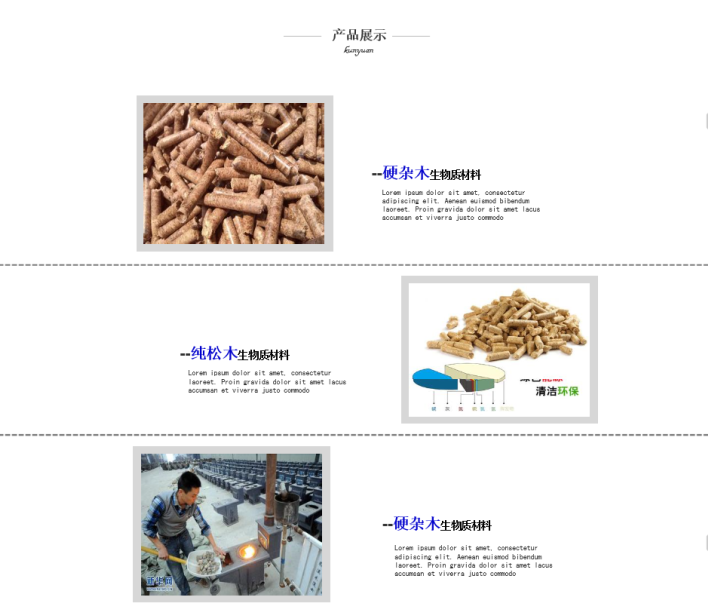 产品展示
kunyuan
--硬杂木生物质材料
Lorem ipsum dolor sit amet, consectetur
adipiscing elit. Aenean euismod bibendum
laoreet. Proin gravida dolor sit amet lacus
accumsan et viverra justo commodo
--纯松木生物质材料
Lorem ipsum dolor sit amet, consectetur
laoreet. Proin gravida dolor sit amet lacus
accumsan et viverra justo commodo
清洁环保
--硬杂木生物质材料
Lorem ipsum dolor sit amet, consectetur
adipiscing elit. Aenean euismod bibendum
laoreet. Proin gravida dolor sit amet lacus
accumsan et viverra justo commodo
新华网